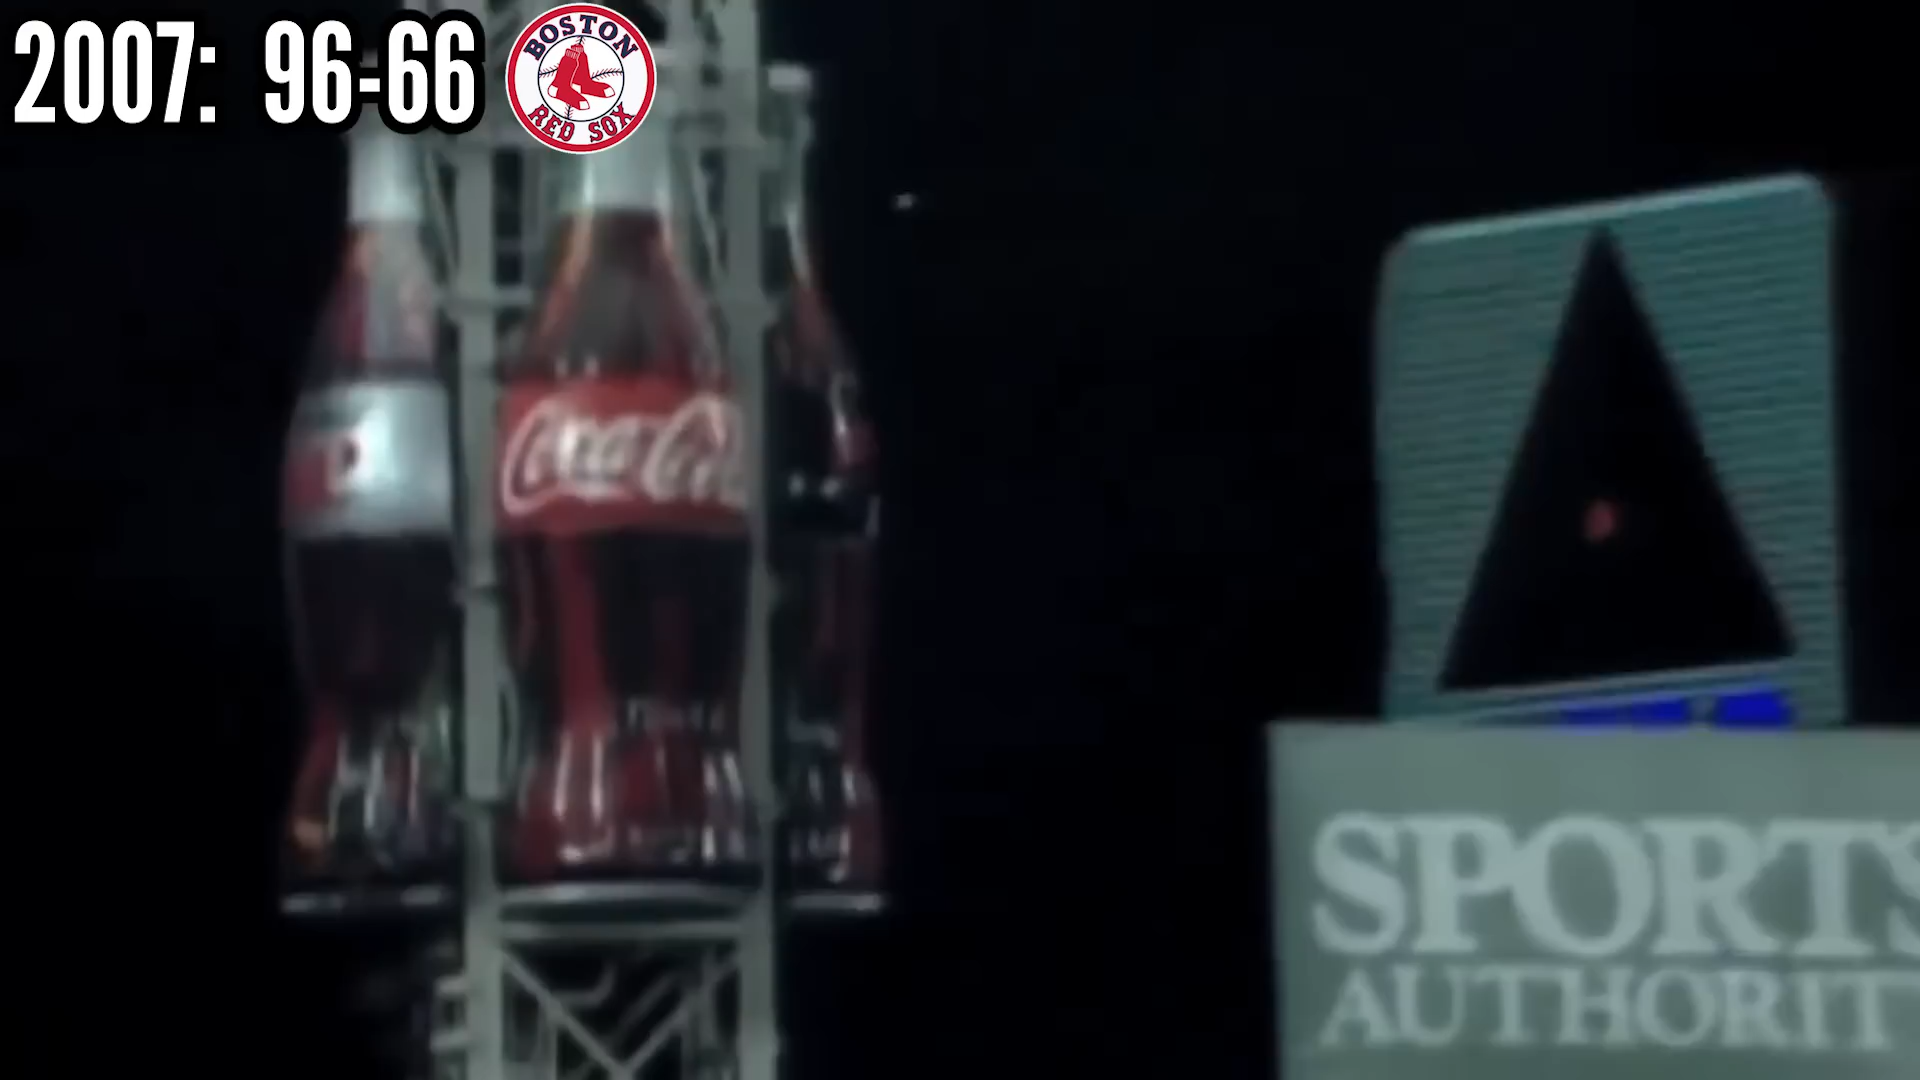 2007: 96-66
BOSTON
RED SOX
Coca-Cola
SPORTS
AUTHORIT